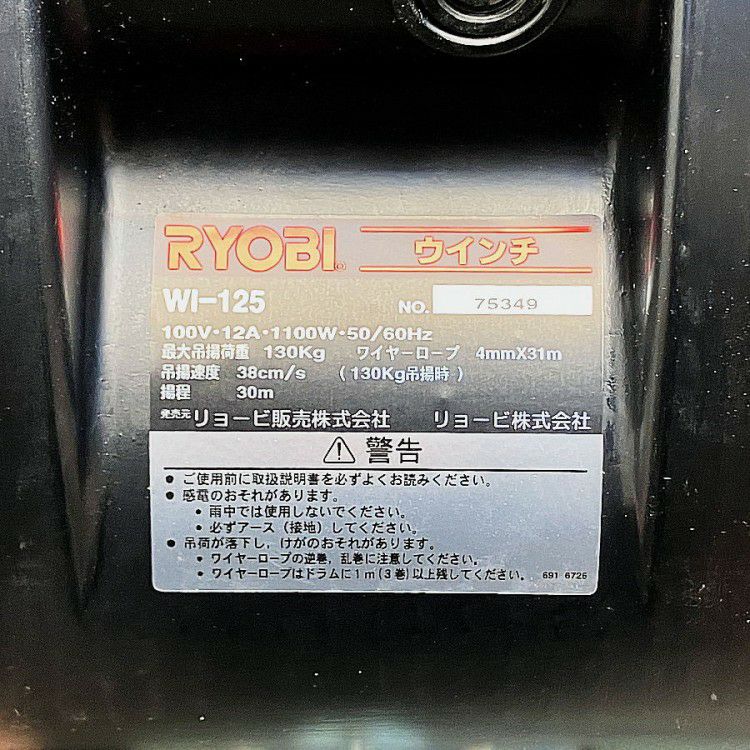 RYOBI® ウインチ
WI-125 NO. 75349
100V・12A・1100W・50/60Hz
最大吊揚荷重 130Kg ワイヤーロープ 4mmX31m
吊揚速度 38cm/s (130Kg吊揚時)
揚程 30m
発売元 リョービ販売株式会社 リョービ株式会社
⚠ 警告
● ご使用前に取扱説明書を必ずよくお読みください。
● 感電のおそれがあります。
• 雨中では使用しないでください。
• 必ずアース(接地)してください。
● 吊荷が落下し,けがのおそれがあります。
• ワイヤーロープの逆巻,乱巻に注意してください。
• ワイヤーロープはドラムに1m(3巻)以上残してください。
691 6726